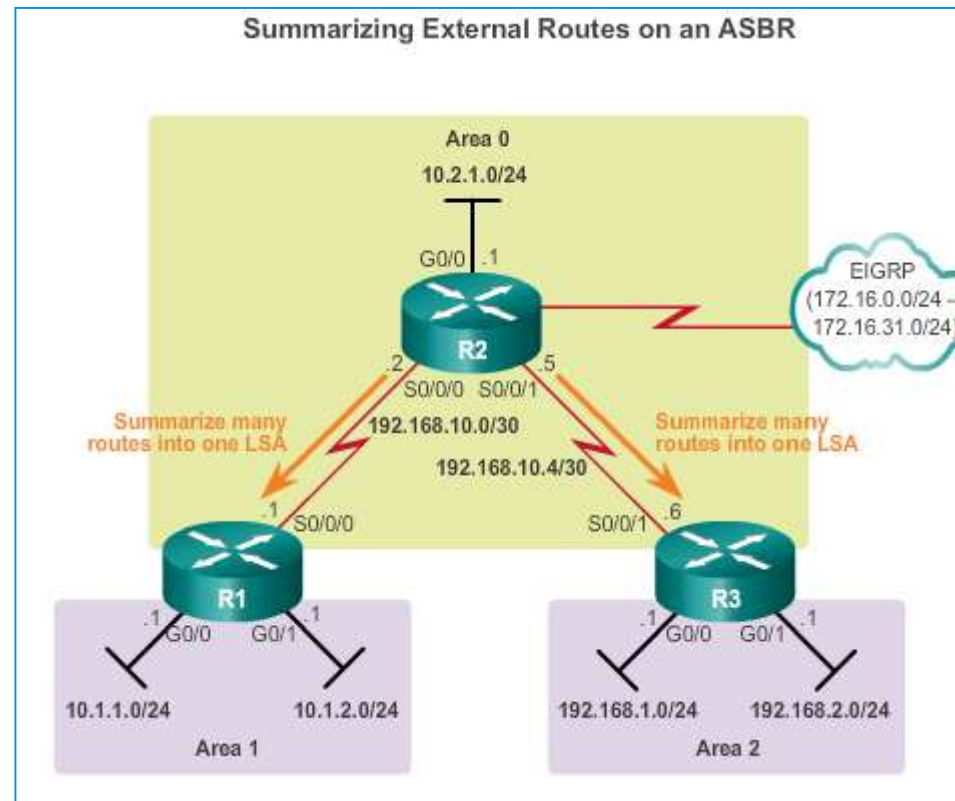 Summarizing External Routes on an ASBR
Area 0
10.2.1.0/24
G0/0
.1
EIGRP
(172.16.0.0/24 –
172.16.31.0/24)
R2
.2
.5
S0/0/0
S0/0/1
Summarize many
routes into one LSA
192.168.10.0/30
Summarize many
routes into one LSA
192.168.10.4/30
.1
S0/0/0
S0/0/1
.6
R1
R3
.1
G0/0
G0/1
.1
.1
G0/0
G0/1
.1
10.1.1.0/24
10.1.2.0/24
192.168.1.0/24
192.168.2.0/24
Area 1
Area 2